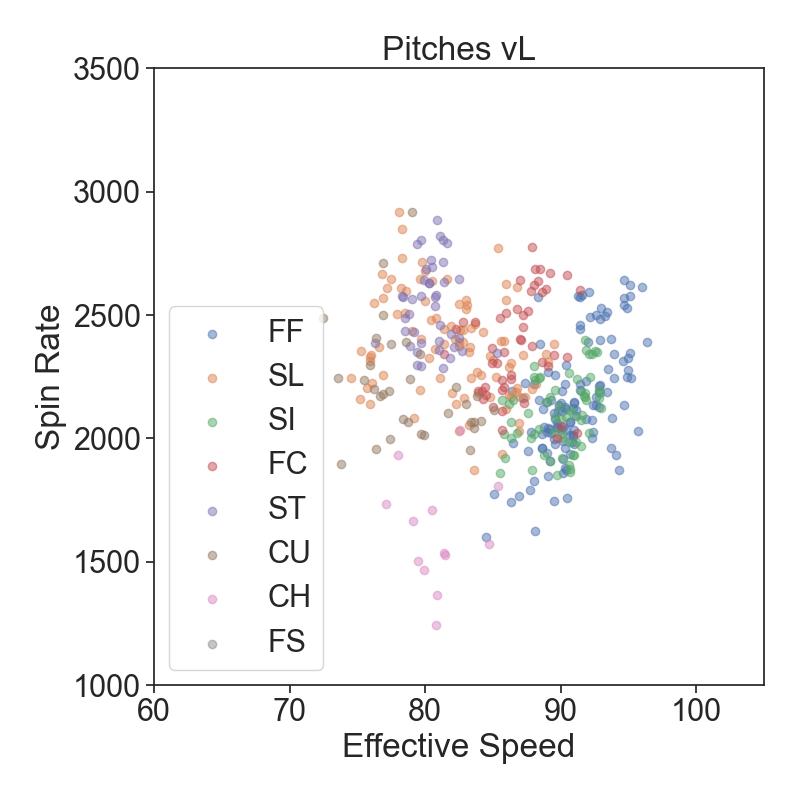 Pitches vL
3500
3000
2500
2000
1500
1000
Spin Rate
FF
SL
SI
FC
ST
CU
CH
FS
60 70 80 90 100
Effective Speed